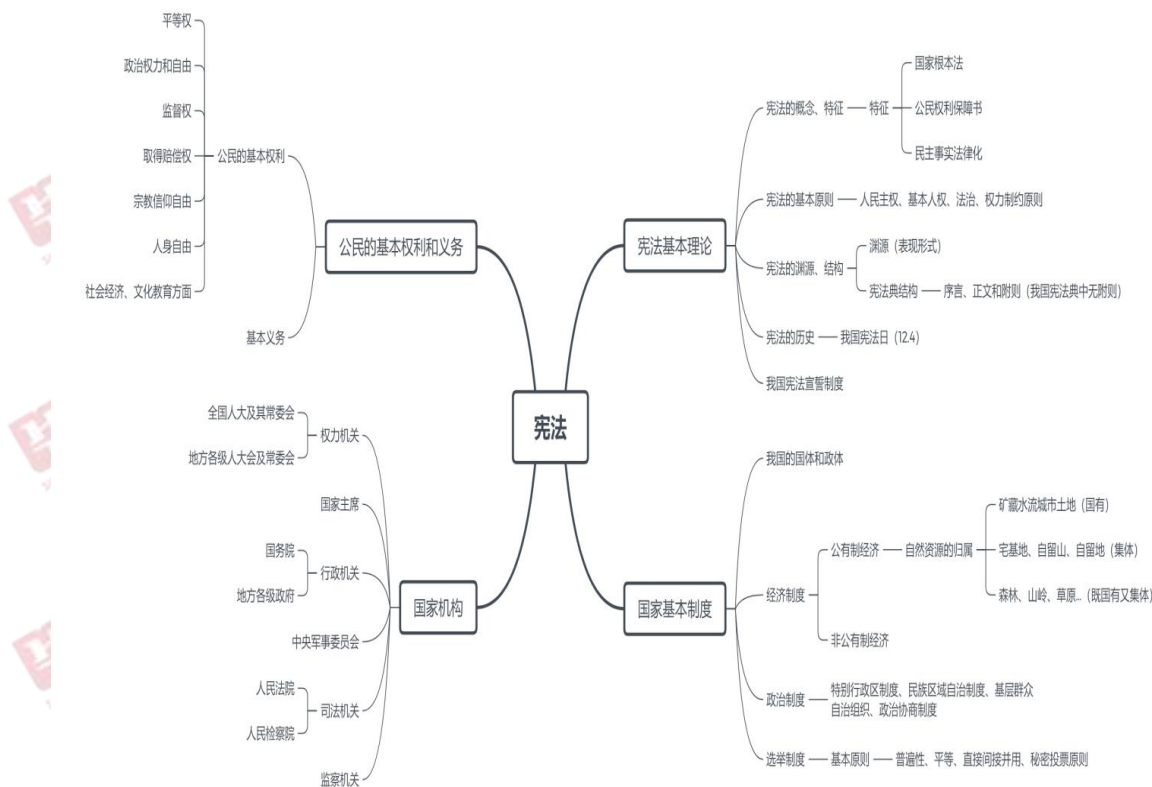 宪法
宪法基本理论
宪法的概念、特征
特征
国家根本法
公民权利保障书
民主事实法律化
宪法的基本原则
人民主权、基本人权、法治、权力制约原则
宪法的渊源、结构
渊源（表现形式）
宪法典结构
序言、正文和附则（我国宪法典中无附则）
宪法的历史
我国宪法日（12.4）
我国宪法宣誓制度
国家基本制度
我国的国体和政体
经济制度
公有制经济
自然资源的归属
矿藏水流城市土地（国有）
宅基地、自留山、自留地（集体）
森林、山岭、草原...（既国有又集体）
非公有制经济
政治制度
特别行政区制度、民族区域自治制度、基层群众
自治组织、政治协商制度
选举制度
基本原则
普遍性、平等、直接间接并用、秘密投票原则
公民的基本权利和义务
公民的基本权利
平等权
政治权力和自由
监督权
取得赔偿权
宗教信仰自由
人身自由
社会经济、文化教育方面
基本义务
国家机构
权力机关
全国人大及其常委会
地方各级人大会及常委会
国家主席
行政机关
国务院
地方各级政府
中央军事委员会
司法机关
人民法院
人民检察院
监察机关